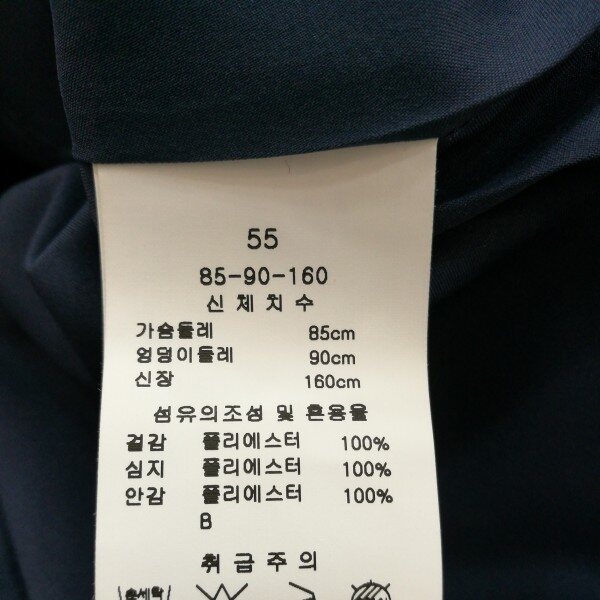 55
85-90-160
신체치수
가슴둘레 85cm
엉덩이둘레 90cm
신장 160cm
섬유의조성 및 혼용율
겉감 폴리에스터 100%
심지 폴리에스터 100%
안감 폴리에스터 100%
B
취급주의